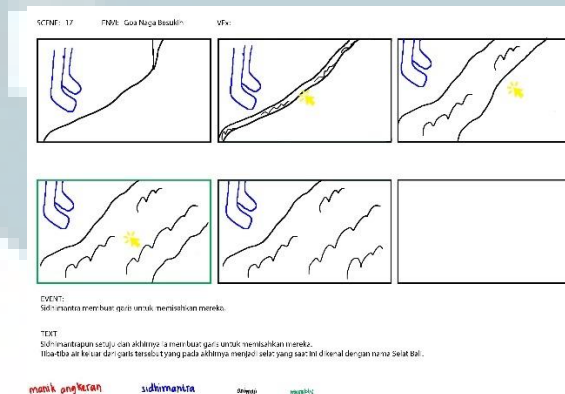 SCENE: 17 ENVI: Goa Naga Besukih VFx:
EVENT:
Sidhimantra membuat garis untuk memisahkan mereka.
TEXT
Sidhimantrapun setuju dan akhirnya ia membuat garis untuk memisahkan mereka.
Tiba-tiba air keluar dari garis tersebut yang pada akhirnya menjadi selat yang saat ini dikenal dengan nama Selat Bali.
manik angkeran sidhimantra